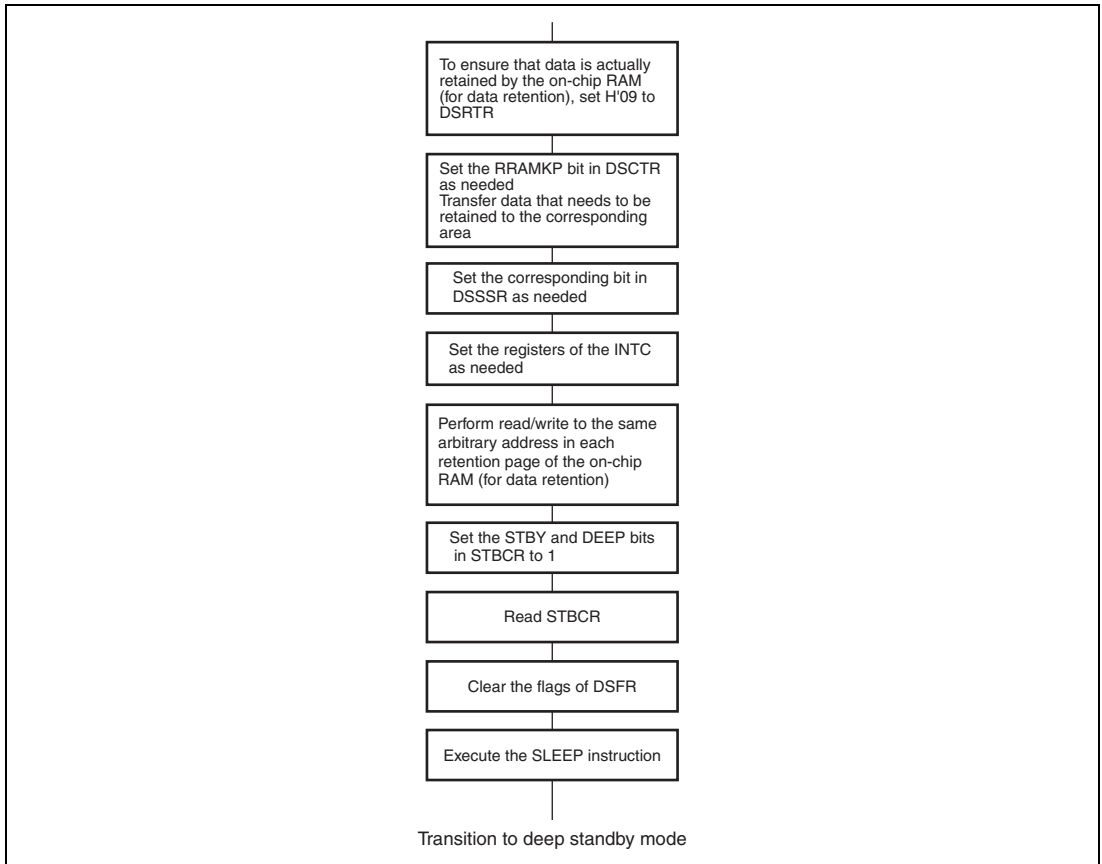 To ensure that data is actually
retained by the on-chip RAM
(for data retention), set H'09 to
DSRTR
Set the RRAMKP bit in DSCTR
as needed
Transfer data that needs to be
retained to the corresponding
area
Set the corresponding bit in
DSSSR as needed
Set the registers of the INTC
as needed
Perform read/write to the same
arbitrary address in each
retention page of the on-chip
RAM (for data retention)
Set the STBY and DEEP bits
in STBCR to 1
Read STBCR
Clear the flags of DSFR
Execute the SLEEP instruction
Transition to deep standby mode